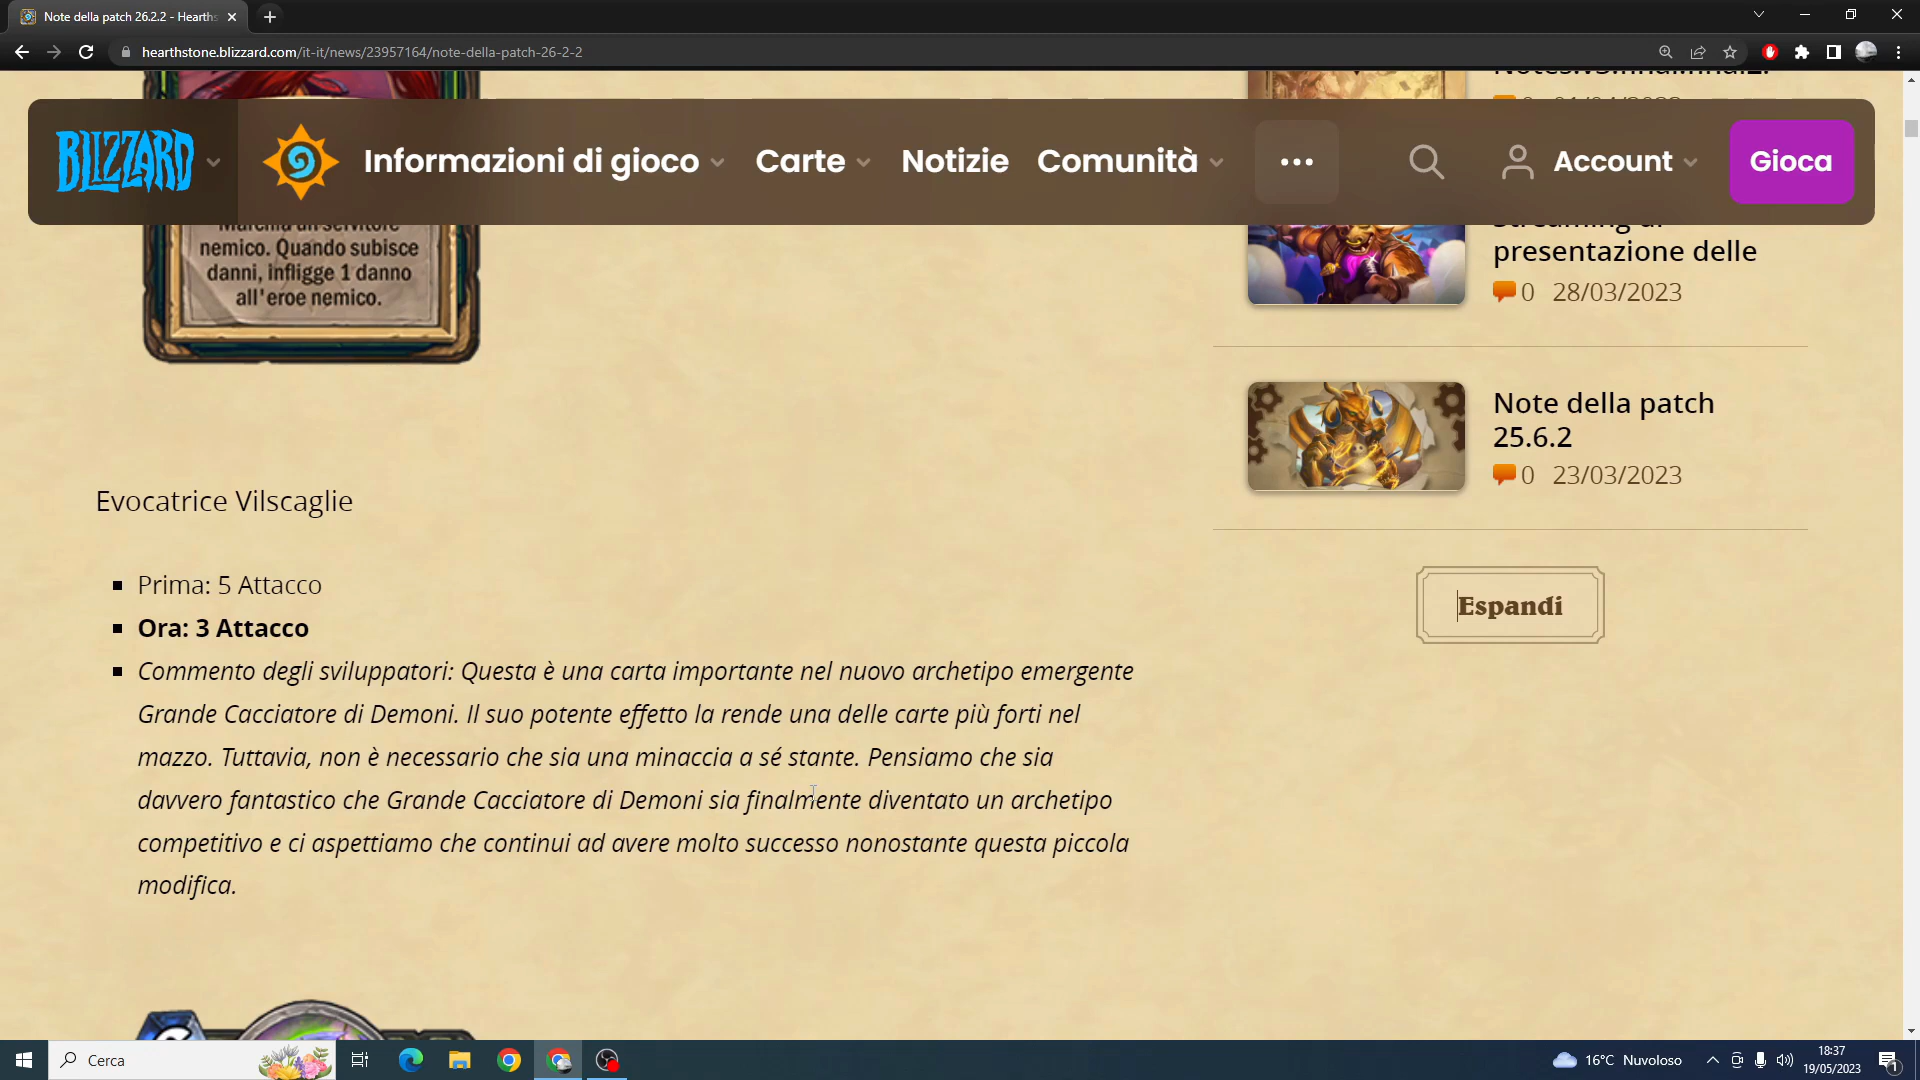 Note della patch 26.2.2 - Hearths
hearthstone.blizzard.com/it-it/news/23957164/note-della-patch-26-2-2
BLIZZARD
Informazioni di gioco
Carte
Notizie
Comunità
Account
Gioca
nemico. Quando subisce
danni, infligge 1 danno
all'eroe nemico.
Evocatrice Vilscaglie
Prima: 5 Attacco
Ora: 3 Attacco
Commento degli sviluppatori: Questa è una carta importante nel nuovo archetipo emergente
Grande Cacciatore di Demoni. Il suo potente effetto la rende una delle carte più forti nel
mazzo. Tuttavia, non è necessario che sia una minaccia a sé stante. Pensiamo che sia
davvero fantastico che Grande Cacciatore di Demoni sia finalmente diventato un archetipo
competitivo e ci aspettiamo che continui ad avere molto successo nonostante questa piccola
modifica.
presentazione delle
0 28/03/2023
Note della patch
25.6.2
0 23/03/2023
Espandi
Cerca
16°C Nuvoloso
18:37
19/05/2023
1